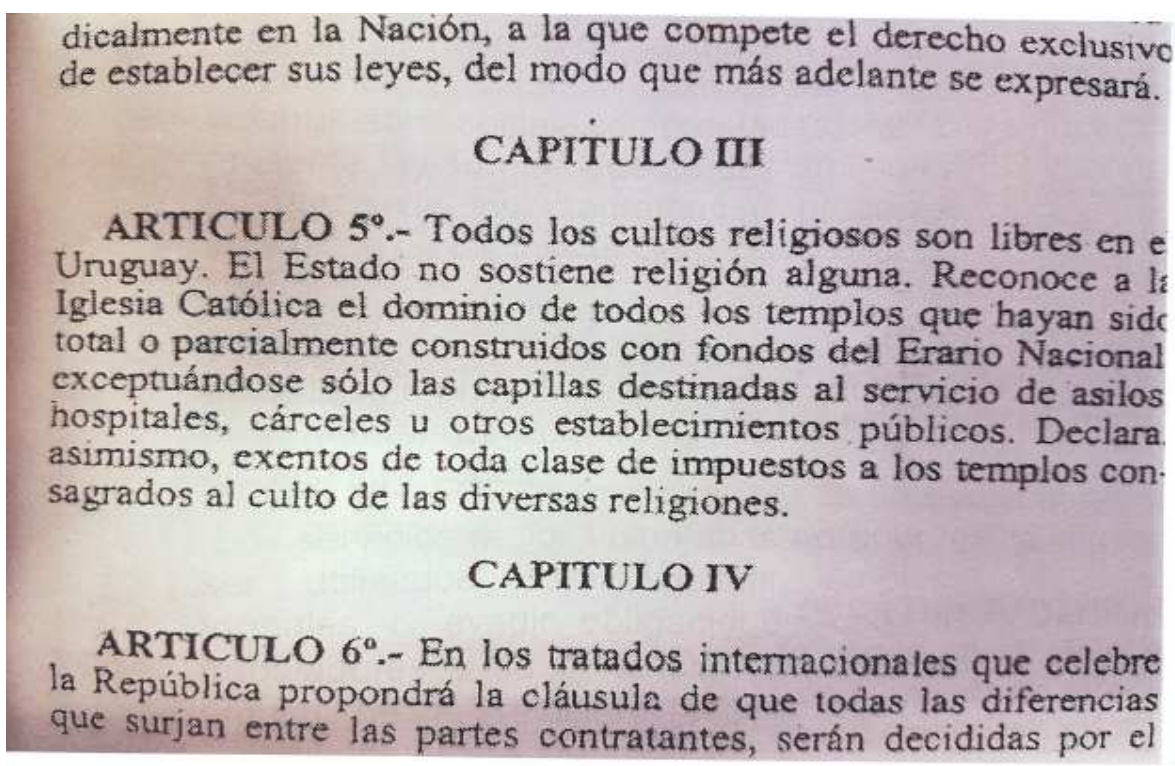 dicalmente en la Nación, a la que compete el derecho exclusivo
de establecer sus leyes, del modo que más adelante se expresará.
CAPITULO III
ARTICULO 5º.- Todos los cultos religiosos son libres en e
Uruguay. El Estado no sostiene religión alguna. Reconoce a la
Iglesia Católica el dominio de todos los templos que hayan sido
total o parcialmente construidos con fondos del Erario Nacional
exceptuándose sólo las capillas destinadas al servicio de asilos
hospitales, cárceles u otros establecimientos públicos. Declara
asimismo, exentos de toda clase de impuestos a los templos con-
sagrados al culto de las diversas religiones.
CAPITULO IV
ARTICULO 6º.- En los tratados internacionales que celebre
la República propondrá la cláusula de que todas las diferencias
que surjan entre las partes contratantes, serán decididas por el